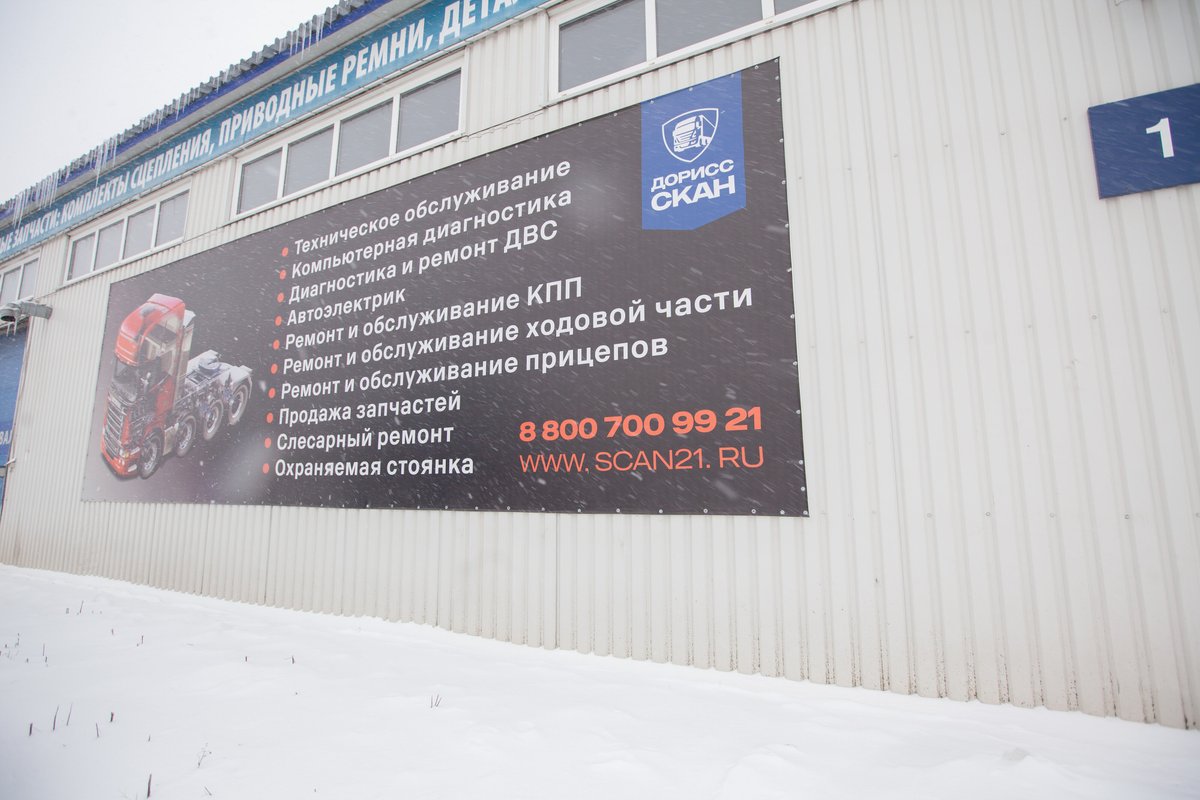 ЗАПЧАСТИ: КОМПЛЕКТЫ СЦЕПЛЕНИЯ, ПРИВОДНЫЕ РЕМНИ,
1
ДОРИСС
СКАН
Техническое обслуживание
Компьютерная диагностика
Диагностика и ремонт ДВС
Автоэлектрик
Ремонт и обслуживание КПП
Ремонт и обслуживание ходовой части
Ремонт и обслуживание прицепов
Продажа запчастей
Слесарный ремонт
Охраняемая стоянка
8 800 700 99 21
WWW. SCAN21. RU